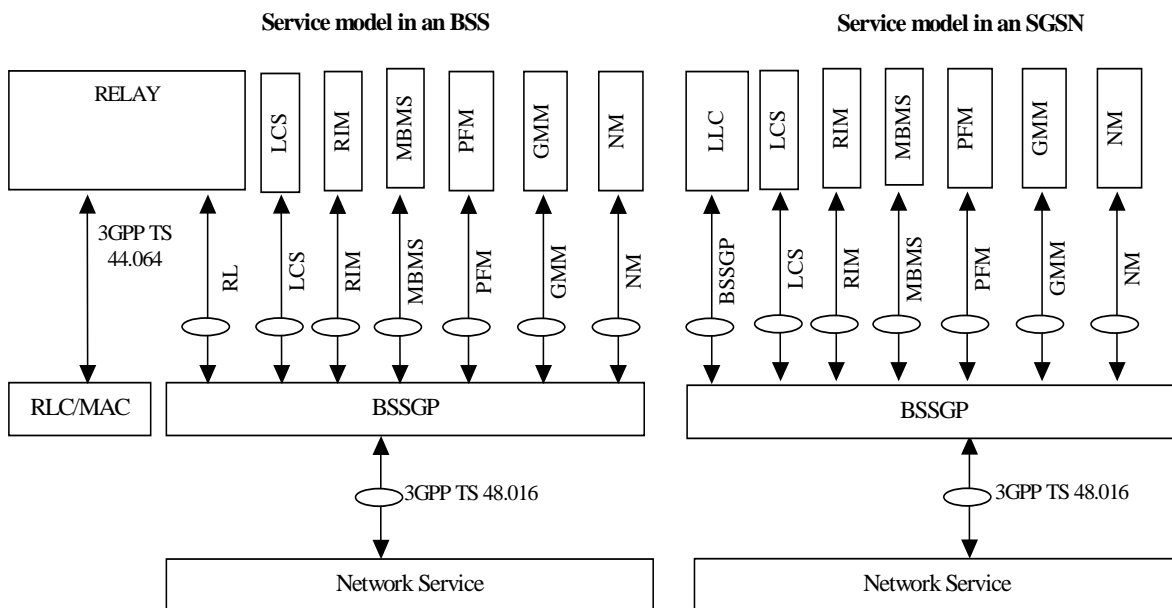 Service model in an BSS
Service model in an SGSN
RELAY
LCS
RIM
MBMS
PFM
GMM
NM
LLC
LCS
RIM
MBMS
PFM
GMM
NM
3GPP TS
44.064
RL
LCS
RIM
MBMS
PFM
GMM
NM
BSSGP
LCS
RIM
MBMS
PFM
GMM
NM
RLC/MAC
BSSGP
BSSGP
3GPP TS 48.016
3GPP TS 48.016
Network Service
Network Service